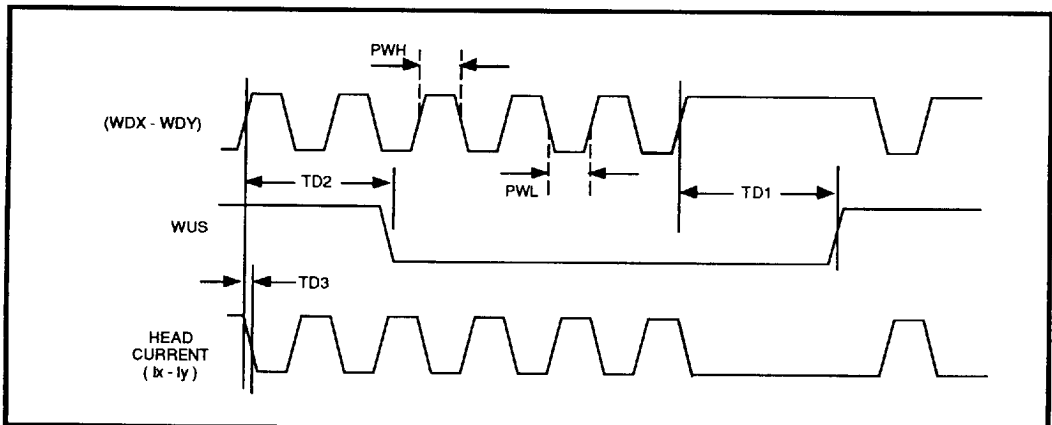 PWH
(WDX - WDY)
TD2
PWL
TD1
WUS
TD3
HEAD
CURRENT
( Ix - Iy )